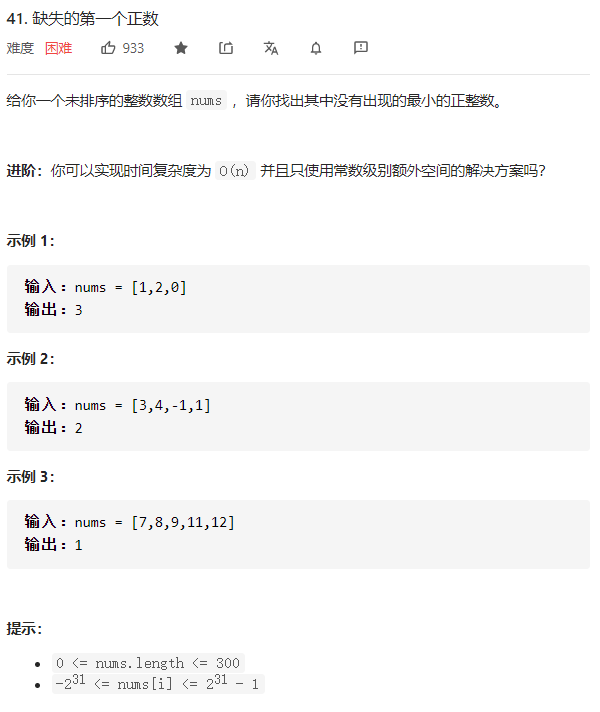 41. 缺失的第一个正数
难度 困难 933
给你一个未排序的整数数组 nums ，请你找出其中没有出现的最小的正整数。
进阶：你可以实现时间复杂度为 O(n) 并且只使用常数级别额外空间的解决方案吗？
示例 1：
输入：nums = [1,2,0]
输出：3
示例 2：
输入：nums = [3,4,-1,1]
输出：2
示例 3：
输入：nums = [7,8,9,11,12]
输出：1
提示：
0 <= nums.length <= 300
-2³¹ <= nums[i] <= 2³¹ - 1